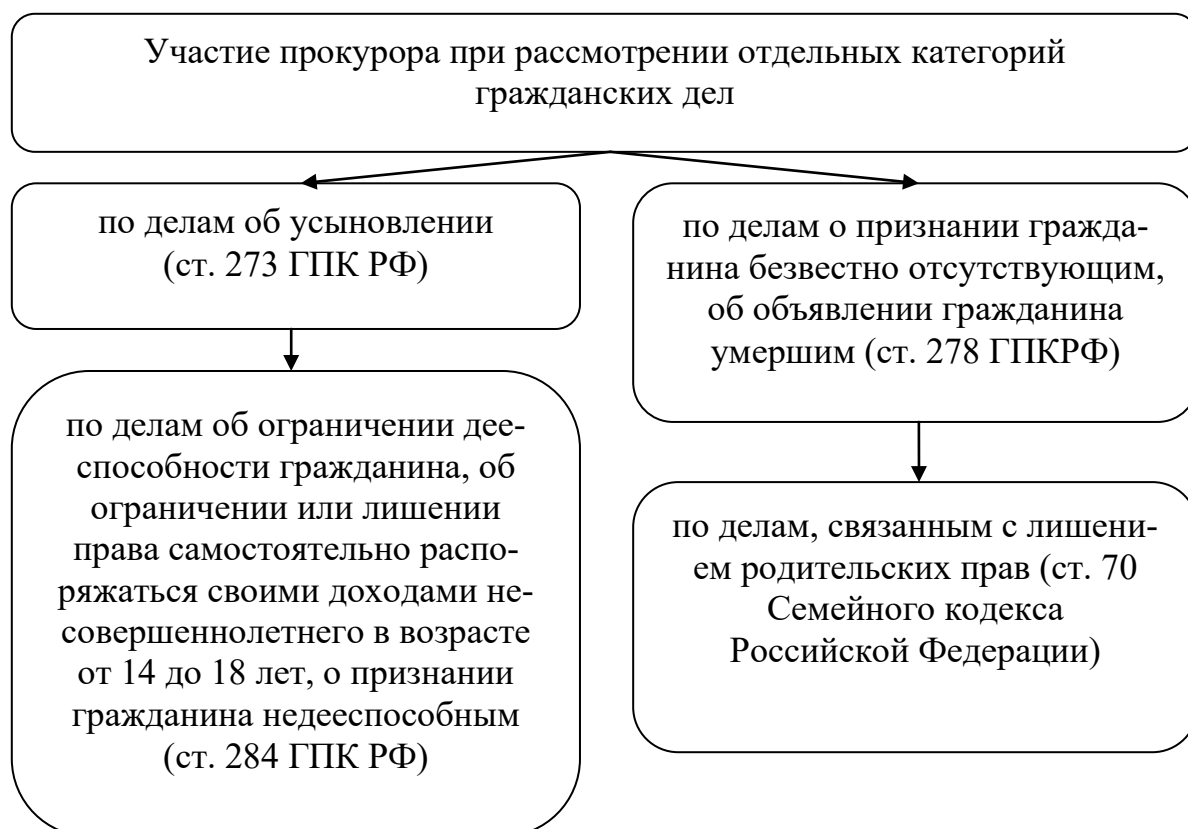 Участие прокурора при рассмотрении отдельных категорий
гражданских дел
по делам об усыновлении
(ст. 273 ГПК РФ)
по делам об ограничении дее-
способности гражданина, об
ограничении или лишении
права самостоятельно распо-
ряжаться своими доходами не-
совершеннолетнего в возрасте
от 14 до 18 лет, о признании
гражданина недееспособным
(ст. 284 ГПК РФ)
по делам о признании гражда-
нина безвестно отсутствующим,
об объявлении гражданина
умершим (ст. 278 ГПКРФ)
по делам, связанным с лишени-
ем родительских прав (ст. 70
Семейного кодекса
Российской Федерации)